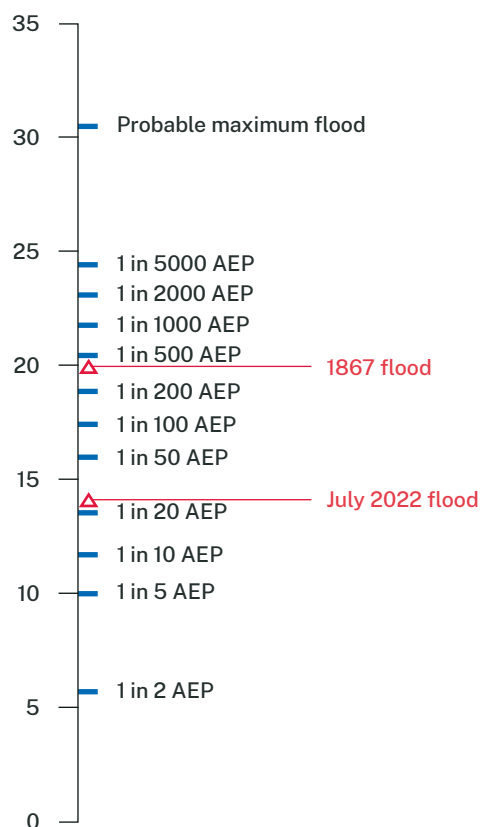 35
Probable maximum flood
30
25
1 in 5000 AEP
1 in 2000 AEP
1 in 1000 AEP
1 in 500 AEP
20
1867 flood
1 in 200 AEP
1 in 100 AEP
1 in 50 AEP
15
July 2022 flood
1 in 20 AEP
1 in 10 AEP
10
1 in 5 AEP
1 in 2 AEP
5
0